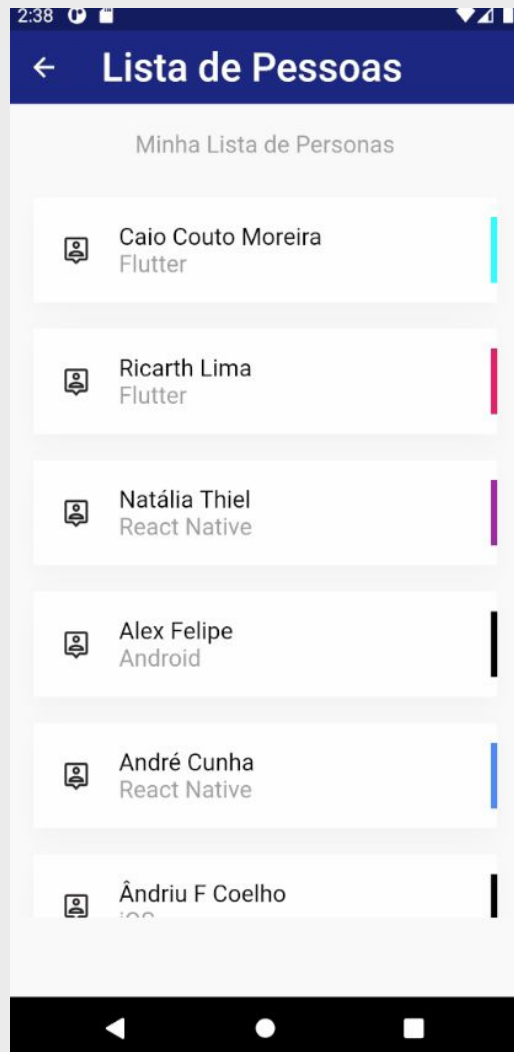 2:38
Lista de Pessoas
Minha Lista de Personas
Caio Couto Moreira
Flutter
Ricarth Lima
Flutter
Natália Thiel
React Native
Alex Felipe
Android
André Cunha
React Native
Ândriu F Coelho
iOS